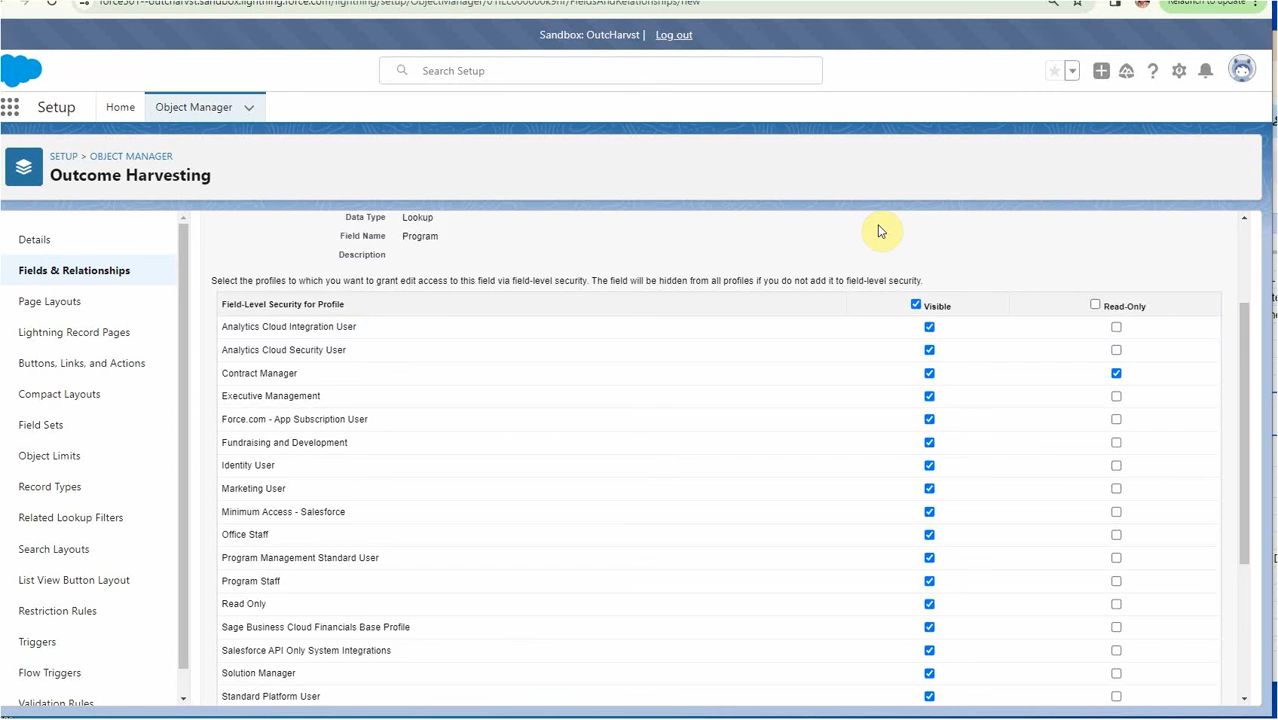 force501--outcharvst.sandbox.lightning.force.com/lightning/setup/ObjectManager/
/FieldsAndRelationships/new
Relaunch to update
Sandbox: OutcHarvst | Log out
Search Setup
Setup Home Object Manager
SETUP > OBJECT MANAGER
Outcome Harvesting
Details
Fields & Relationships
Page Layouts
Lightning Record Pages
Buttons, Links, and Actions
Compact Layouts
Field Sets
Object Limits
Record Types
Related Lookup Filters
Search Layouts
List View Button Layout
Restriction Rules
Triggers
Flow Triggers
Validation Rules
Data Type Lookup
Field Name Program
Description
Select the profiles to which you want to grant edit access to this field via field-level security. The field will be hidden from all profiles if you do not add it to field-level security.
Field-Level Security for Profile Visible Read-Only
Analytics Cloud Integration User
Analytics Cloud Security User
Contract Manager
Executive Management
Force.com - App Subscription User
Fundraising and Development
Identity User
Marketing User
Minimum Access - Salesforce
Office Staff
Program Management Standard User
Program Staff
Read Only
Sage Business Cloud Financials Base Profile
Salesforce API Only System Integrations
Solution Manager
Standard Platform User